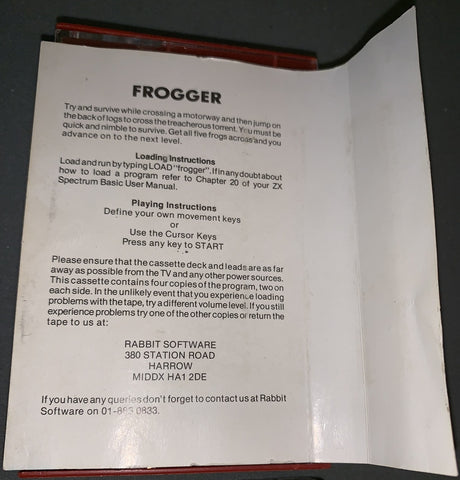 FROGGER
Try and survive while crossing a motorway and then jump on
the back of logs to cross the treacherous torrent. You must be
quick and nimble to survive. Get all five frogs across and you
advance on to the next level.
Loading Instructions
Load and run by typing LOAD "frogger". If in any doubt about
how to load a program refer to Chapter 20 of your ZX
Spectrum Basic User Manual.
Playing Instructions
Define your own movement keys
or
Use the Cursor Keys
Press any key to START
Please ensure that the cassette deck and leads are as far
away as possible from the TV and any other power sources.
This cassette contains four copies of the program, two on
each side. In the unlikely event that you experience loading
problems with the tape, try a different volume level. If you still
experience problems try one of the other copies or return the
tape to us at:
RABBIT SOFTWARE
380 STATION ROAD
HARROW
MIDDX HA1 2DE
If you have any queries don't forget to contact us at Rabbit
Software on